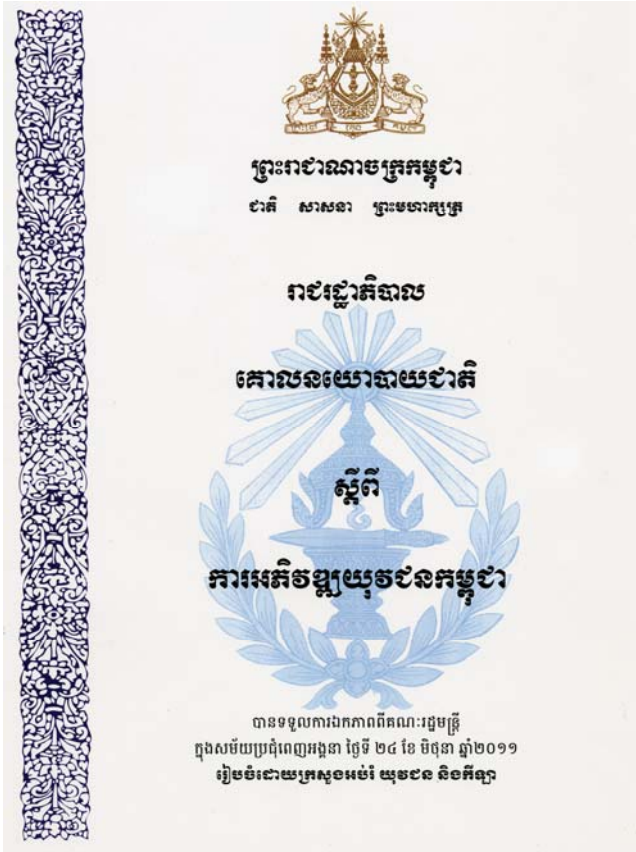 ព្រះរាជាណាចក្រកម្ពុជា
ជាតិ សាសនា ព្រះមហាក្សត្រ
រាជរដ្ឋាភិបាល
គោលនយោបាយជាតិ
ស្តីពី
ការអភិវឌ្ឍយុវជនកម្ពុជា
បានទទួលការឯកភាពពីគណៈរដ្ឋមន្ត្រី
ក្នុងសម័យប្រជុំពេញអង្គនា ថ្ងៃទី ២៤ ខែ មិថុនា ឆ្នាំ២០១១
រៀបចំដោយក្រសួងអប់រំ យុវជន និងកីឡា